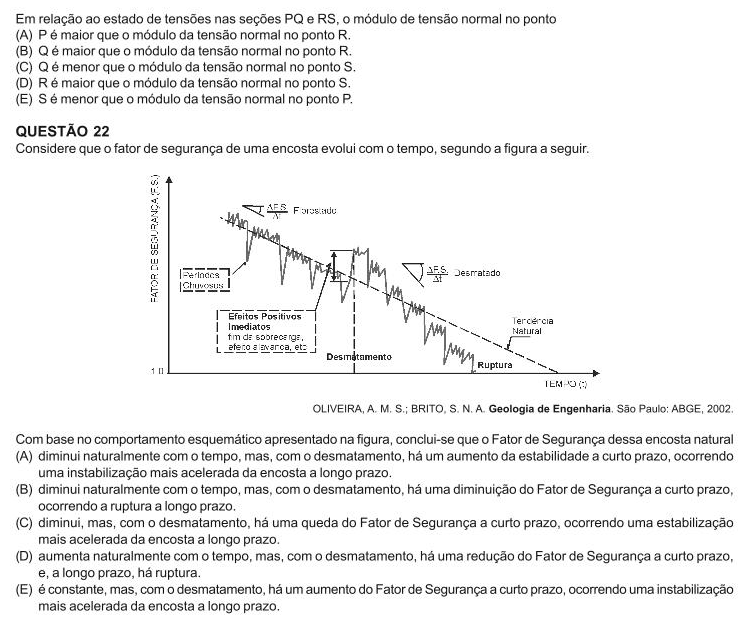 Em relação ao estado de tensões nas seções PQ e RS, o módulo de tensão normal no ponto
(A) P é maior que o módulo da tensão normal no ponto R.
(B) Q é maior que o módulo da tensão normal no ponto R.
(C) Q é menor que o módulo da tensão normal no ponto S.
(D) R é maior que o módulo da tensão normal no ponto S.
(E) S é menor que o módulo da tensão normal no ponto P.
QUESTÃO 22
Considere que o fator de segurança de uma encosta evolui com o tempo, segundo a figura a seguir.
FATOR DE SEGURANÇA (F.S.)
ΔF.S.
Δt
Florestado
Períodos
Chuvosos
ΔF.S.
Δt
Desmatado
Efeitos Positivos
Imediatos
fim da sobrecarga,
efeito alavanca, etc
Tendência
Natural
Desmatamento
Ruptura
1.0
TEMPO (t)
OLIVEIRA, A. M. S.; BRITO, S. N. A. Geologia de Engenharia. São Paulo: ABGE, 2002.
Com base no comportamento esquemático apresentado na figura, conclui-se que o Fator de Segurança dessa encosta natural
(A) diminui naturalmente com o tempo, mas, com o desmatamento, há um aumento da estabilidade a curto prazo, ocorrendo
uma instabilização mais acelerada da encosta a longo prazo.
(B) diminui naturalmente com o tempo, mas, com o desmatamento, há uma diminuição do Fator de Segurança a curto prazo,
ocorrendo a ruptura a longo prazo.
(C) diminui, mas, com o desmatamento, há uma queda do Fator de Segurança a curto prazo, ocorrendo uma estabilização
mais acelerada da encosta a longo prazo.
(D) aumenta naturalmente com o tempo, mas, com o desmatamento, há uma redução do Fator de Segurança a curto prazo,
e, a longo prazo, há ruptura.
(E) é constante, mas, com o desmatamento, há um aumento do Fator de Segurança a curto prazo, ocorrendo uma instabilização
mais acelerada da encosta a longo prazo.